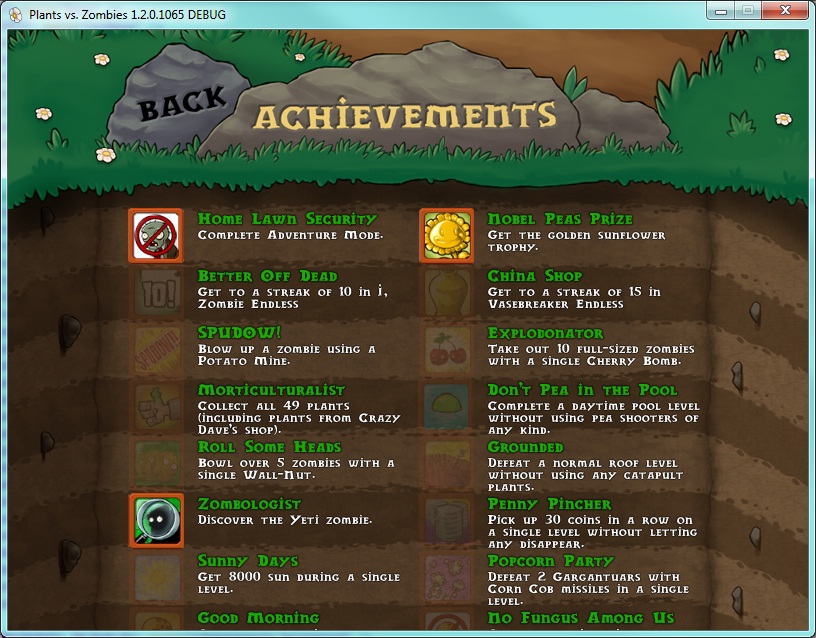 Plants vs. Zombies 1.2.0.1065 DEBUG
BACK
ACHIEVEMENTS
Home Lawn Security
Complete Adventure Mode.
Nobel Peas Prize
Get the golden sunflower
trophy.
Better Off Dead
Get to a streak of 10 in I,
Zombie Endless
10!
China Shop
Get to a streak of 15 in
Vasebreaker Endless
SPUDOW!
Blow up a zombie using a
Potato Mine.
Explodonator
Take out 10 full-sized zombies
with a single Cherry Bomb.
Morticulturalist
Collect all 49 plants
(including plants from Crazy
Dave's shop).
Don't Pea in the Pool
Complete a daytime pool level
without using pea shooters of
any kind.
Roll Some Heads
Bowl over 5 zombies with a
single Wall-Nut.
Grounded
Defeat a normal roof level
without using any catapult
plants.
Zombologist
Discover the Yeti zombie.
Penny Pincher
Pick up 30 coins in a row on
a single level without letting
any disappear.
Sunny Days
Get 8000 sun during a single
level.
Popcorn Party
Defeat 2 Gargantuars with
Corn Cob missiles in a single
level.
Good Morning
No Fungus Among Us